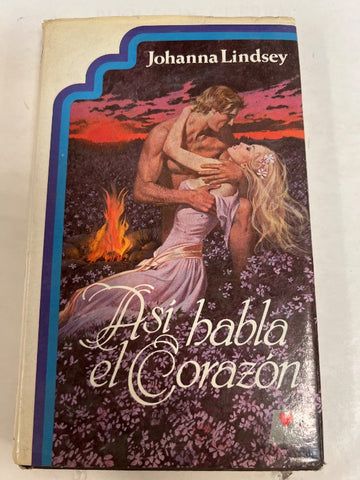 Johanna Lindsey
Así habla
el Corazón